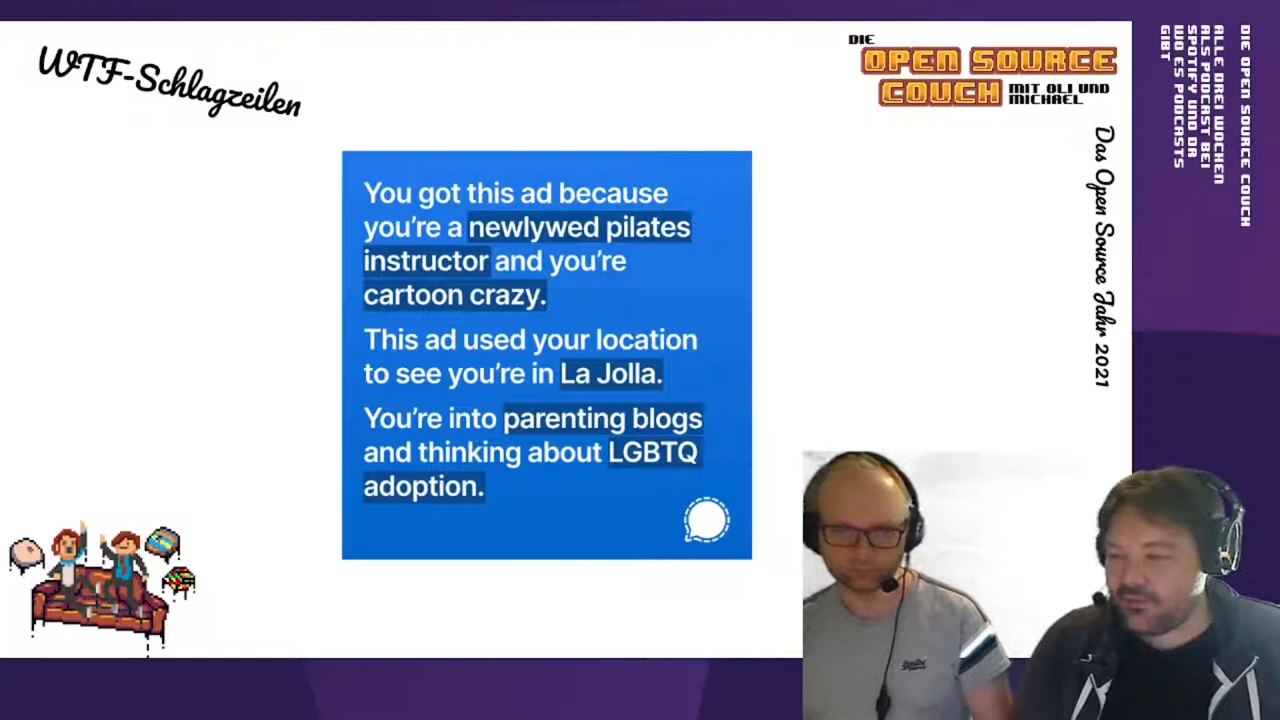 WTF-Schlagzeilen
DIE
OPEN SOURCE
COUCH
MIT OLI UND
MICHAEL
You got this ad because
you're a newlywed pilates
instructor and you're
cartoon crazy.
This ad used your location
to see you're in La Jolla.
You're into parenting blogs
and thinking about LGBTQ
adoption.
Das Open Source Jahr 2021
DIE OPEN SOURCE COUCH
ALLE DREI WOCHEN
ALS PODCAST BEI
SPOTIFY UND DA
WO ES PODCASTS
GIBT